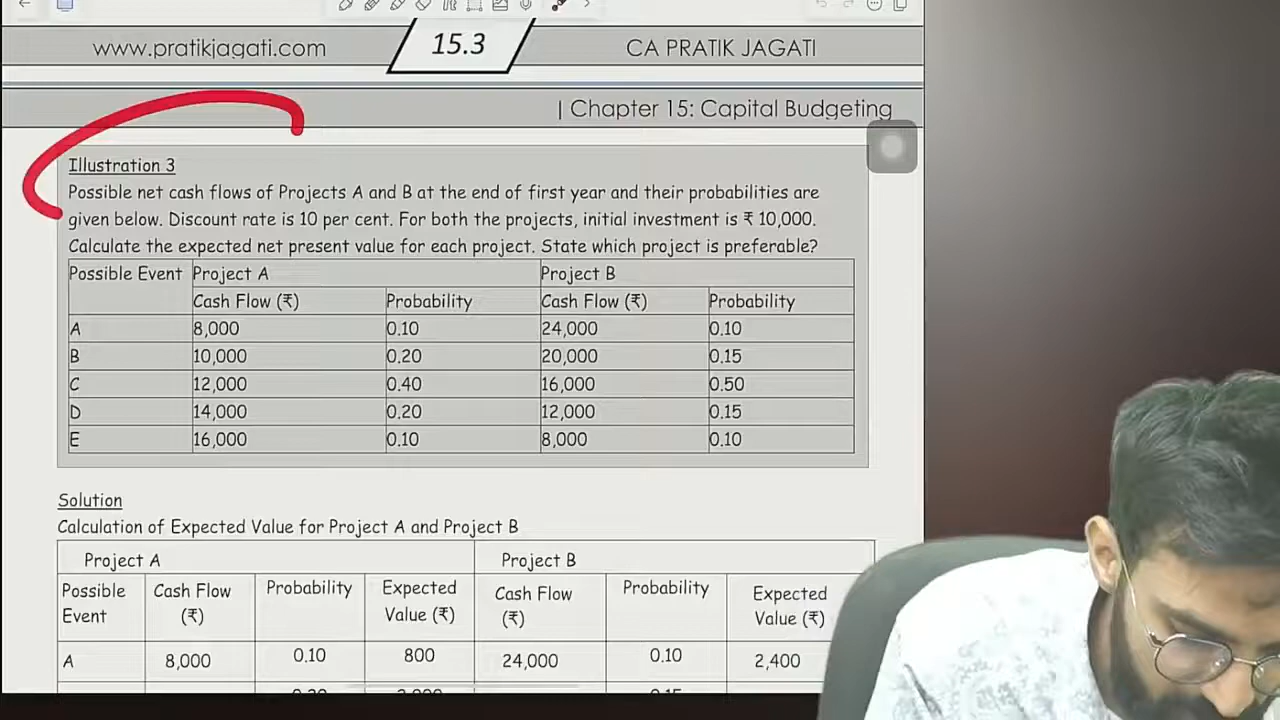 www.pratikjagati.com 15.3 CA PRATIK JAGATI
| Chapter 15: Capital Budgeting
Illustration 3
Possible net cash flows of Projects A and B at the end of first year and their probabilities are
given below. Discount rate is 10 per cent. For both the projects, initial investment is ₹ 10,000.
Calculate the expected net present value for each project. State which project is preferable?
Possible Event Project A Project B
Cash Flow (₹) Probability Cash Flow (₹) Probability
A 8,000 0.10 24,000 0.10
B 10,000 0.20 20,000 0.15
C 12,000 0.40 16,000 0.50
D 14,000 0.20 12,000 0.15
E 16,000 0.10 8,000 0.10
Solution
Calculation of Expected Value for Project A and Project B
Project A Project B
Possible Cash Flow Probability Expected Cash Flow Probability Expected
Event (₹) Value (₹) (₹) Value (₹)
A 8,000 0.10 800 24,000 0.10 2,400